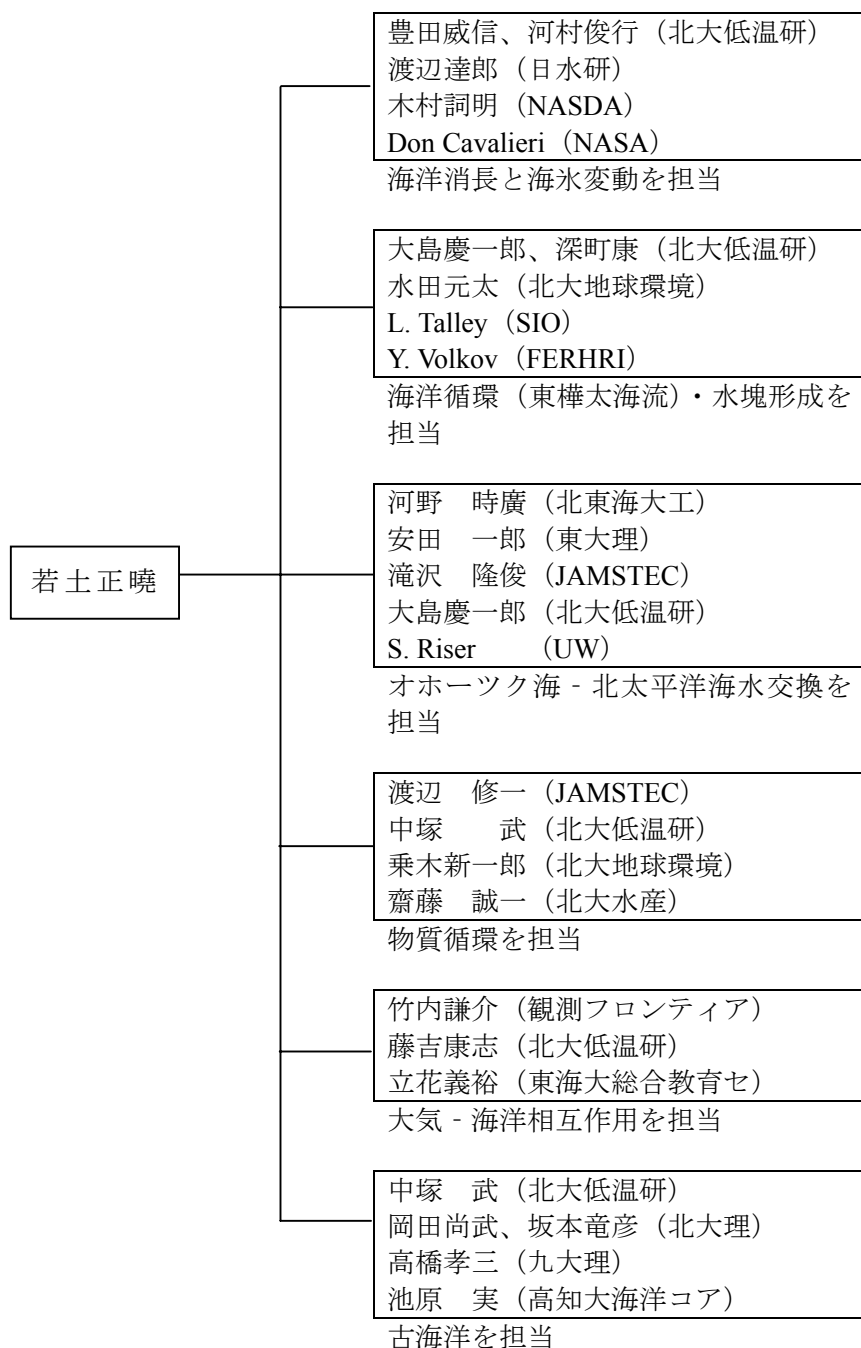 豊田威信、河村俊行（北大低温研）
渡辺達郎（日水研）
木村詞明（NASDA）
Don Cavalieri（NASA）
海洋消長と海氷変動を担当
大島慶一郎、深町康（北大低温研）
水田元太（北大地球環境）
L. Talley（SIO）
Y. Volkov（FERHRI）
海洋循環（東樺太海流）・水塊形成を
担当
河野　時廣（北東海大工）
安田　一郎（東大理）
滝沢　隆俊（JAMSTEC）
大島慶一郎（北大低温研）
S. Riser　　（UW）
オホーツク海‐北太平洋海水交換を
担当
若土正曉
渡辺　修一（JAMSTEC）
中塚　　武（北大低温研）
乗木新一郎（北大地球環境）
齋藤　誠一（北大水産）
物質循環を担当
竹内謙介（観測フロンティア）
藤吉康志（北大低温研）
立花義裕（東海大総合教育セ）
大気‐海洋相互作用を担当
中塚　武（北大低温研）
岡田尚武、坂本竜彦（北大理）
高橋孝三（九大理）
池原　実（高知大海洋コア）
古海洋を担当